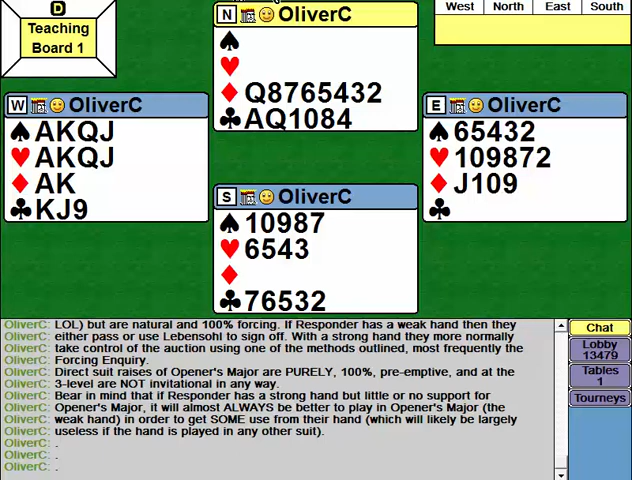 West North East South
D
Teaching
Board 1
N OliverC
♠
♥
♦ Q8765432
♣ AQ1084
W OliverC
♠ AKQJ
♥ AKQJ
♦ AK
♣ KJ9
E OliverC
♠ 65432
♥ 109872
♦ J109
♣
S OliverC
♠ 10987
♥ 6543
♦
♣ 76532
OliverC: LOL) but are natural and 100% forcing. If Responder has a weak hand then they
either pass or use Lebensohl to sign off. With a strong hand they more normally
take control of the auction using one of the methods outlined, most frequently the
Forcing Enquiry.
OliverC: Direct suit raises of Opener's Major are PURELY, 100%, pre-emptive, and at the
3-level are NOT invitational in any way.
OliverC: Bear in mind that if Responder has a strong hand but little or no support for
Opener's Major, it will almost ALWAYS be better to play in Opener's Major (the
weak hand) in order to get SOME use from their hand (which will likely be largely
useless if the hand is played in any other suit).
OliverC: .
OliverC: .
OliverC: .
Chat
Lobby
13479
Tables
1
Tourneys